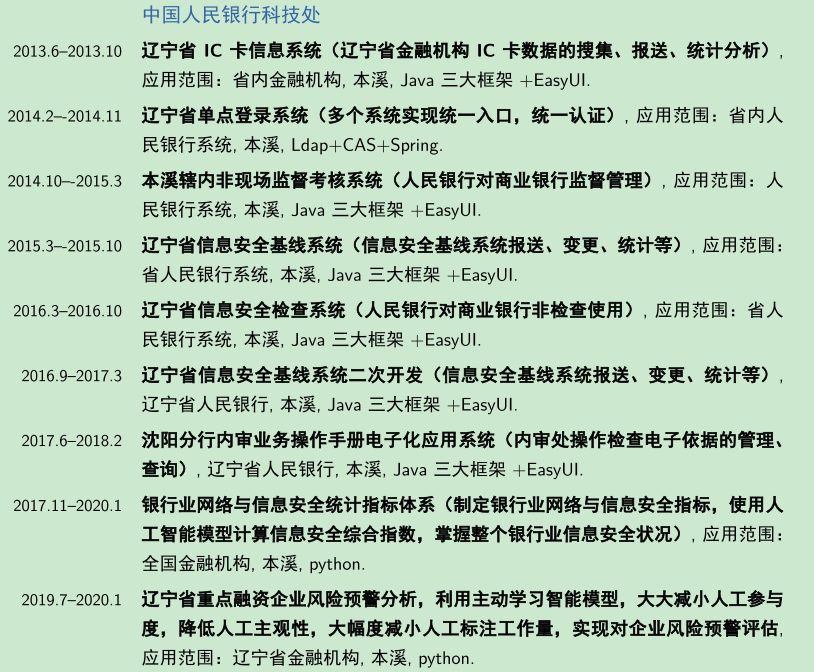 中国人民银行科技处
2013.6–2013.10 辽宁省 IC 卡信息系统（辽宁省金融机构 IC 卡数据的搜集、报送、统计分析）,
应用范围：省内金融机构, 本溪, Java 三大框架 +EasyUI.
2014.2–-2014.11 辽宁省单点登录系统（多个系统实现统一入口，统一认证）, 应用范围：省内人
民银行系统, 本溪, Ldap+CAS+Spring.
2014.10–-2015.3 本溪辖内非现场监督考核系统（人民银行对商业银行监督管理）, 应用范围：人
民银行系统, 本溪, Java 三大框架 +EasyUI.
2015.3–-2015.10 辽宁省信息安全基线系统（信息安全基线系统报送、变更、统计等）, 应用范围：
省人民银行系统, 本溪, Java 三大框架 +EasyUI.
2016.3–2016.10 辽宁省信息安全检查系统（人民银行对商业银行非检查使用）, 应用范围：省人
民银行系统, 本溪, Java 三大框架 +EasyUI.
2016.9–2017.3 辽宁省信息安全基线系统二次开发（信息安全基线系统报送、变更、统计等）,
辽宁省人民银行, 本溪, Java 三大框架 +EasyUI.
2017.6–2018.2 沈阳分行内审业务操作手册电子化应用系统（内审处操作检查电子依据的管理、
查询）, 辽宁省人民银行, 本溪, Java 三大框架 +EasyUI.
2017.11–2020.1 银行业网络与信息安全统计指标体系（制定银行业网络与信息安全指标，使用人
工智能模型计算信息安全综合指数，掌握整个银行业信息安全状况）, 应用范围：
全国金融机构, 本溪, python.
2019.7–2020.1 辽宁省重点融资企业风险预警分析，利用主动学习智能模型，大大减小人工参与
度，降低人工主观性，大幅度减小人工标注工作量，实现对企业风险预警评估,
应用范围：辽宁省金融机构, 本溪, python.